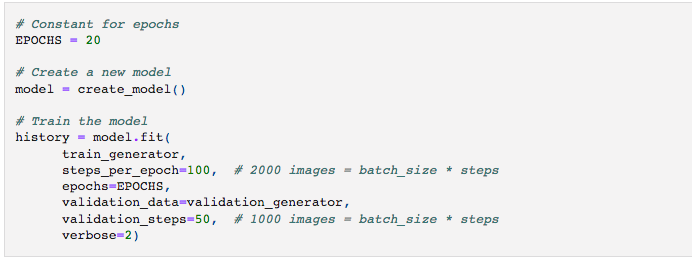 # Constant for epochs
EPOCHS = 20
# Create a new model
model = create_model()
# Train the model
history = model.fit(
train_generator,
steps_per_epoch=100,  # 2000 images = batch_size * steps
epochs=EPOCHS,
validation_data=validation_generator,
validation_steps=50,  # 1000 images = batch_size * steps
verbose=2)